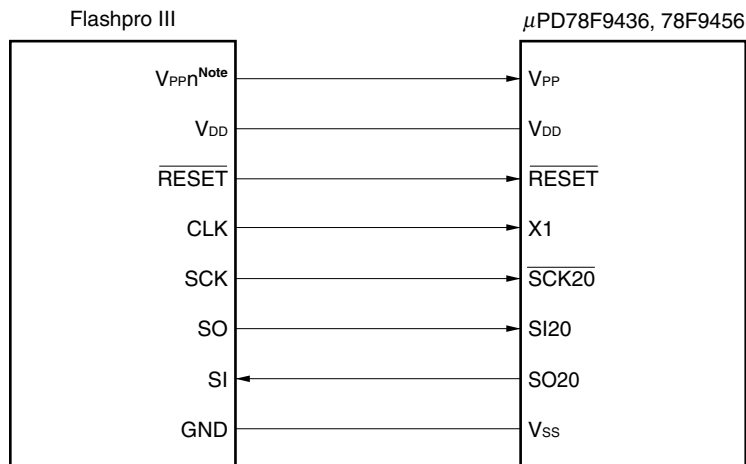 Flashpro III
μPD78F9436, 78F9456
VPPnNote
VPP
VDD
VDD
RESET
RESET
CLK
X1
SCK
SCK20
SO
SI20
SI
SO20
GND
VSS